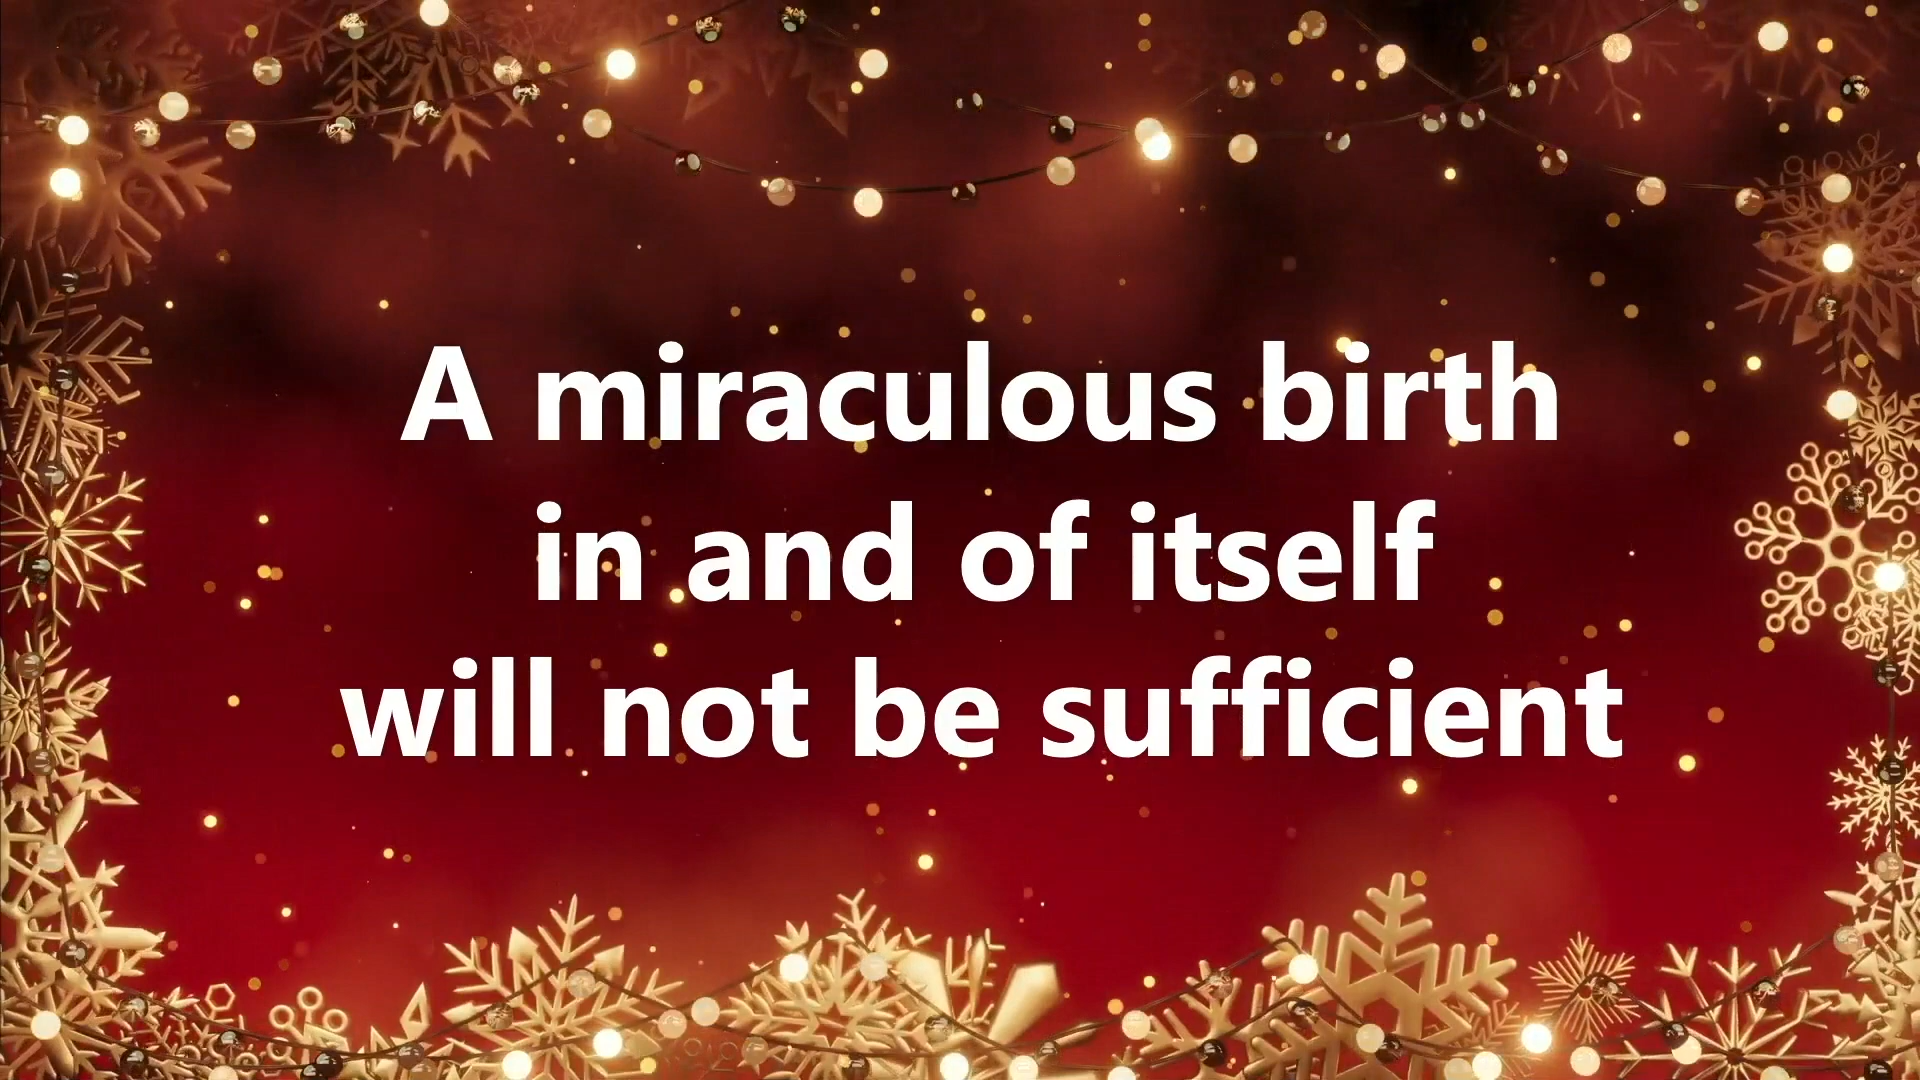 A miraculous birth
in and of itself
will not be sufficient